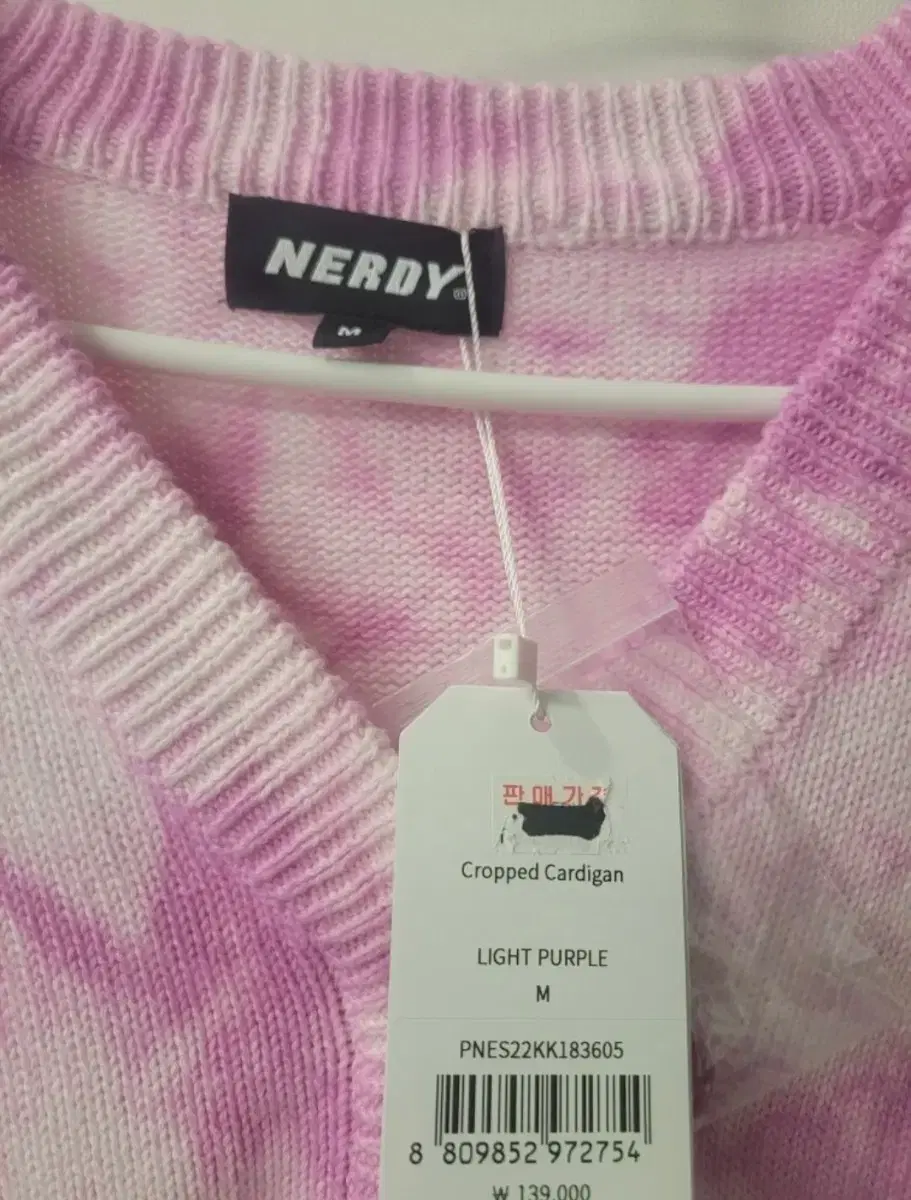 NERDY®
M
판매가격
Cropped Cardigan
LIGHT PURPLE
M
PNES22KK183605
8 809852 972754
₩ 139,000